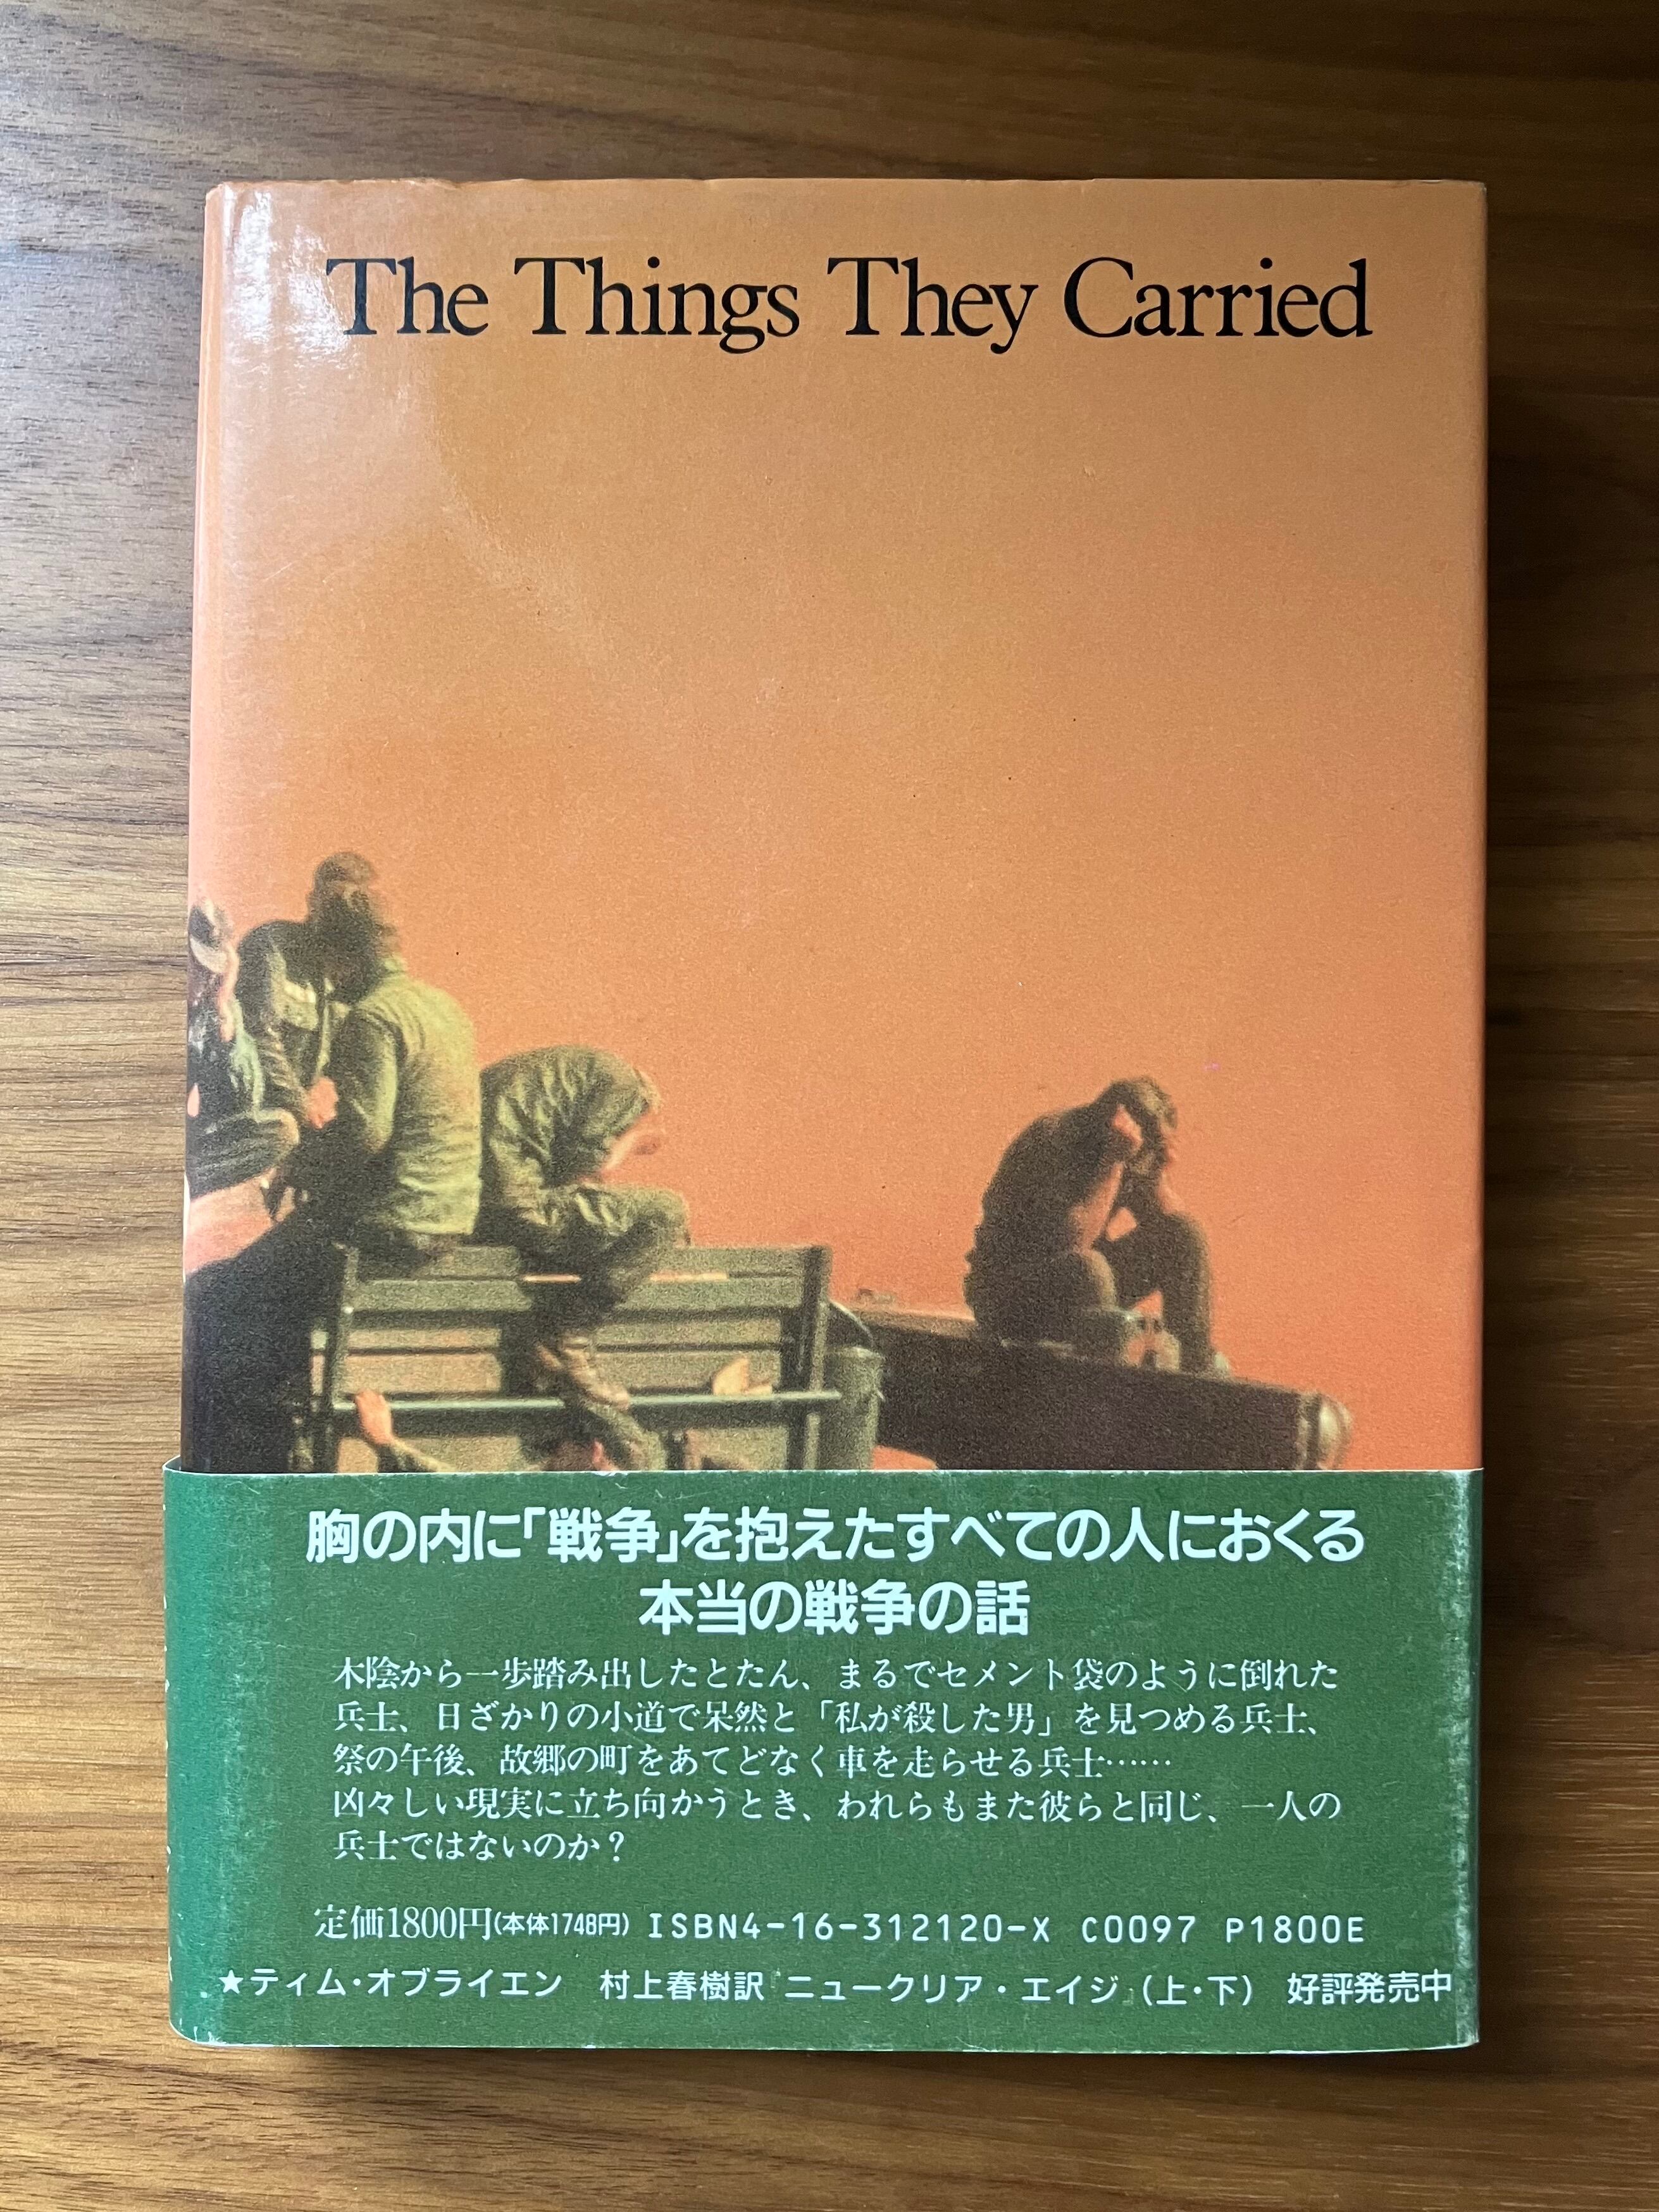 The Things They Carried
胸の内に「戦争」を抱えたすべての人におくる
本当の戦争の話
木陰から一歩踏み出したとたん、まるでセメント袋のように倒れた
兵士、日ざかりの小道で呆然と「私が殺した男」を見つめる兵士、
祭の午後、故郷の町をあてどなく車を走らせる兵士……
凶々しい現実に立ち向かうとき、われらもまた彼らと同じ、一人の
兵士ではないのか？
定価1800円(本体1748円) ISBN4-16-312120-X C0097 P1800E
★ティム・オブライエン 村上春樹訳『ニュークリア・エイジ』(上・下) 好評発売中